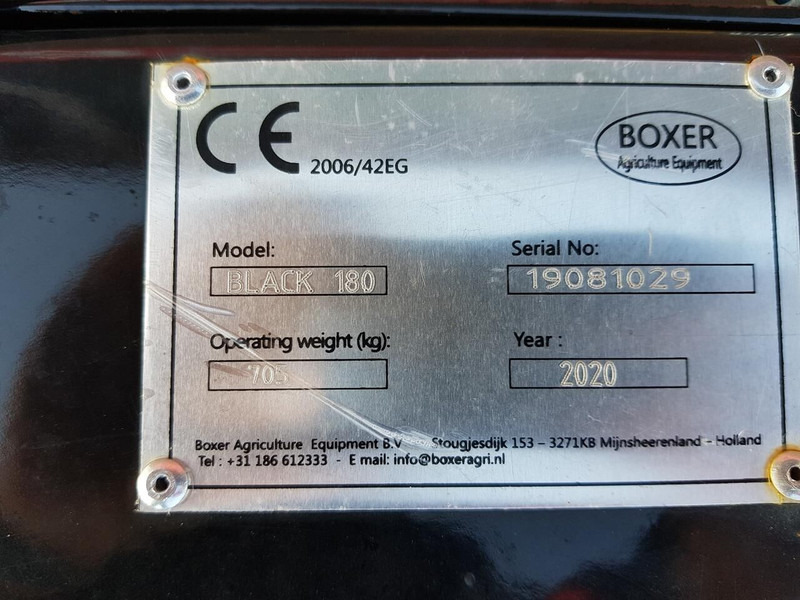 CE 2006/42EG
BOXER
Agriculture Equipment
Model:
BLACK 180
Serial No:
19081029
Operating weight (kg):
705
Year :
2020
Boxer Agriculture Equipment B.V Stougjesdijk 153 – 3271KB Mijnsheerenland - Holland
Tel : +31 186 612333 - E mail: info@boxeragri.nl